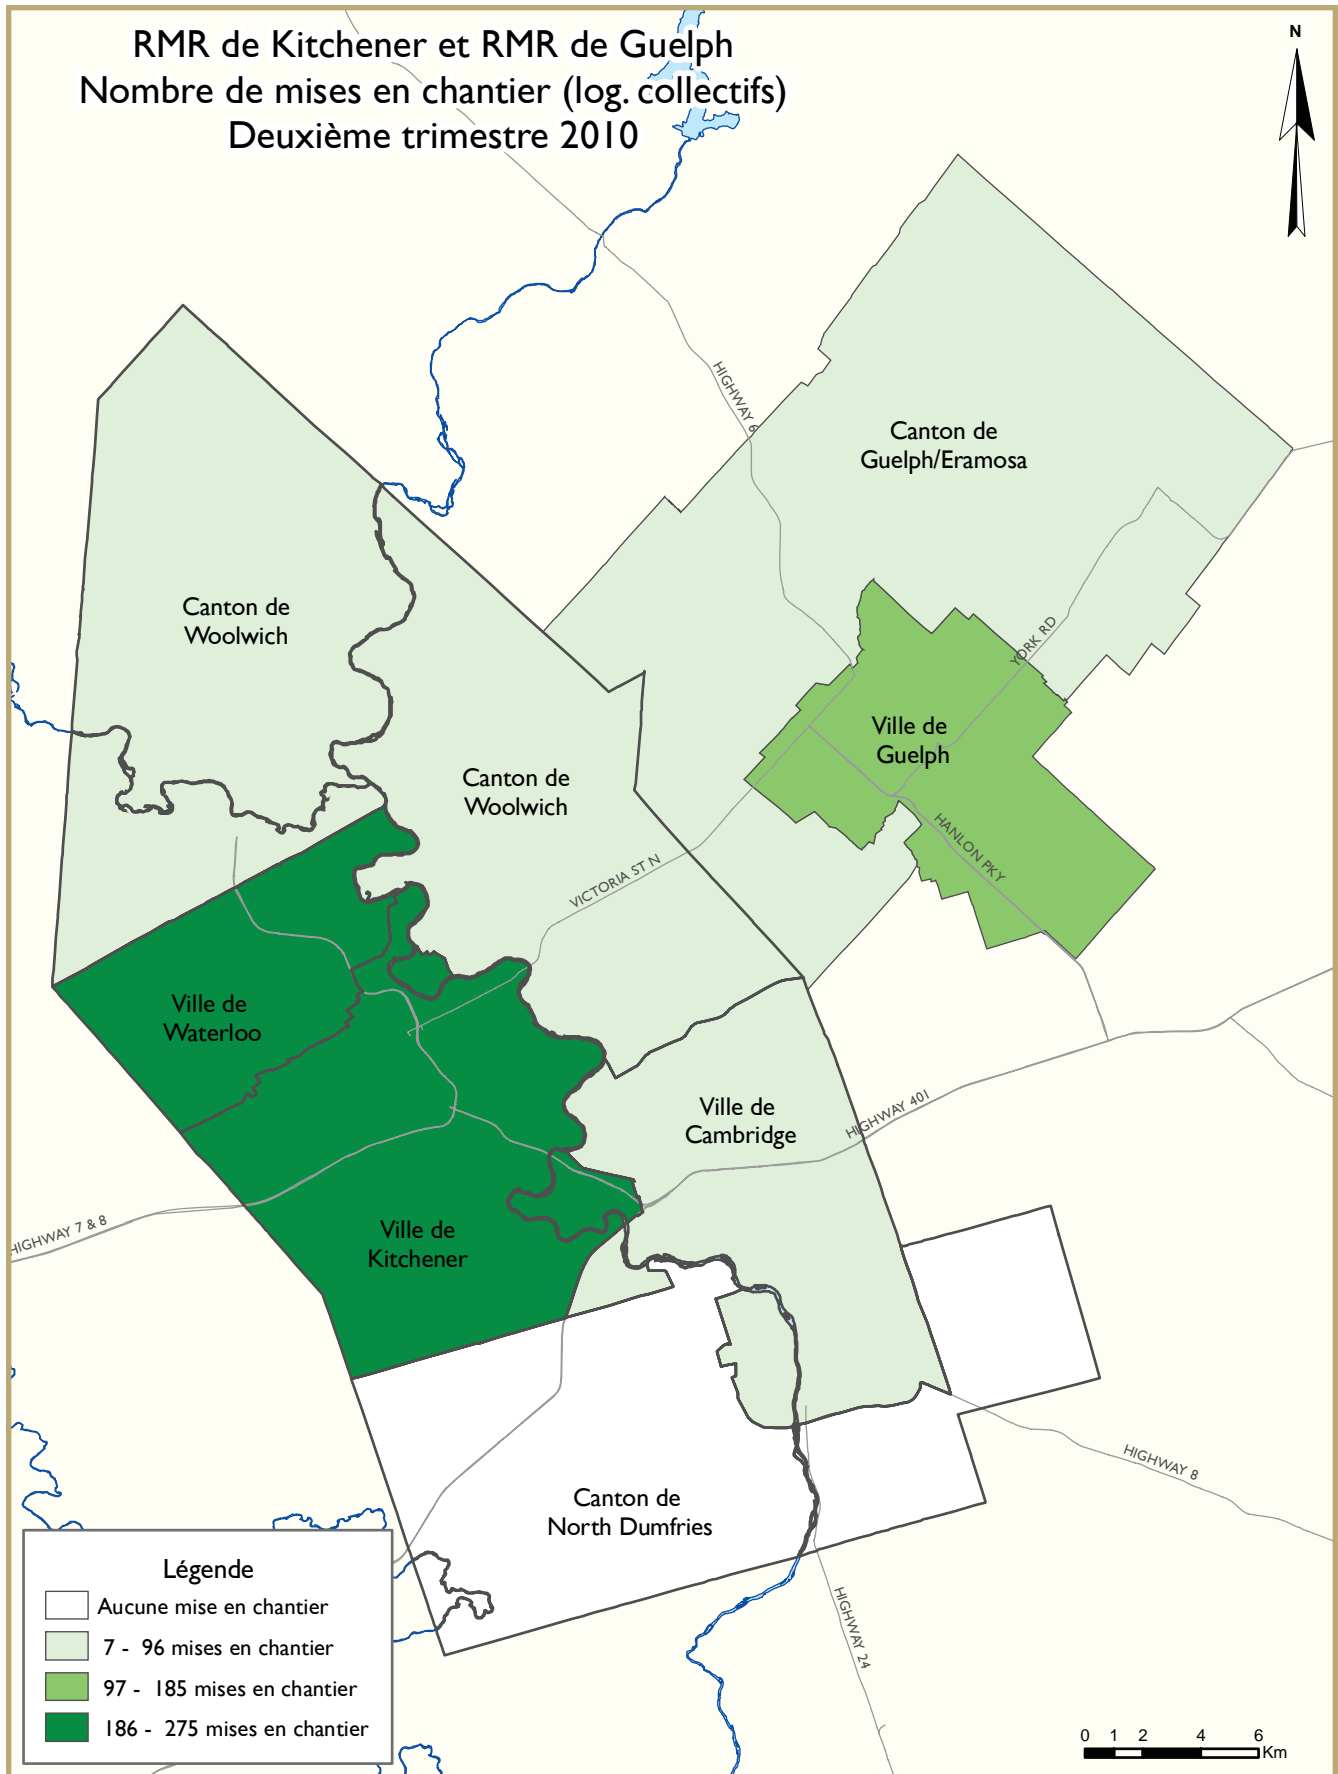 RMR de Kitchener et RMR de Guelph
Nombre de mises en chantier (log. collectifs)
Deuxième trimestre 2010
N
HIGHWAY 6
Canton de
Guelph/Eramosa
Canton de
Woolwich
YORK RD
Ville de
Guelph
Canton de
Woolwich
HANLON PKY
VICTORIA ST N
Ville de
Waterloo
Ville de
Cambridge
HIGHWAY 401
HIGHWAY 7 & 8
Ville de
Kitchener
HIGHWAY 8
Canton de
North Dumfries
HIGHWAY 24
Légende
Aucune mise en chantier
7 - 96 mises en chantier
97 - 185 mises en chantier
186 - 275 mises en chantier
0 1 2 4 6
Km